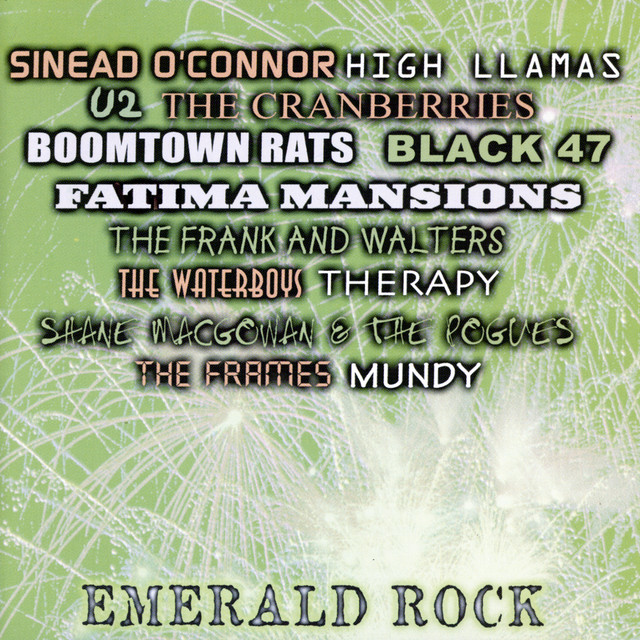 SINEAD O'CONNOR HIGH LLAMAS
U2 THE CRANBERRIES
BOOMTOWN RATS BLACK 47
FATIMA MANSIONS
THE FRANK AND WALTERS
THE WATERBOYS THERAPY
SHANE MACGOWAN & THE POGUES
THE FRAMES MUNDY
EMERALD ROCK